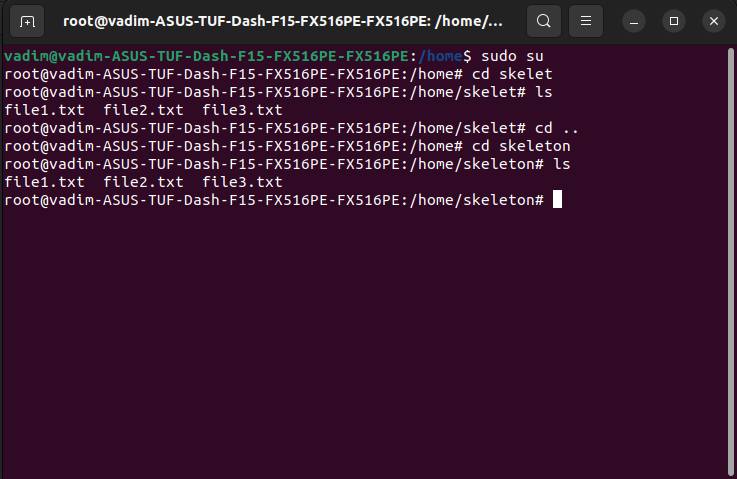 root@vadim-ASUS-TUF-Dash-F15-FX516PE-FX516PE: /home/...
vadim@vadim-ASUS-TUF-Dash-F15-FX516PE-FX516PE:/home$ sudo su
root@vadim-ASUS-TUF-Dash-F15-FX516PE-FX516PE:/home# cd skelet
root@vadim-ASUS-TUF-Dash-F15-FX516PE-FX516PE:/home/skelet# ls
file1.txt  file2.txt  file3.txt
root@vadim-ASUS-TUF-Dash-F15-FX516PE-FX516PE:/home/skelet# cd ..
root@vadim-ASUS-TUF-Dash-F15-FX516PE-FX516PE:/home# cd skeleton
root@vadim-ASUS-TUF-Dash-F15-FX516PE-FX516PE:/home/skeleton# ls
file1.txt  file2.txt  file3.txt
root@vadim-ASUS-TUF-Dash-F15-FX516PE-FX516PE:/home/skeleton#